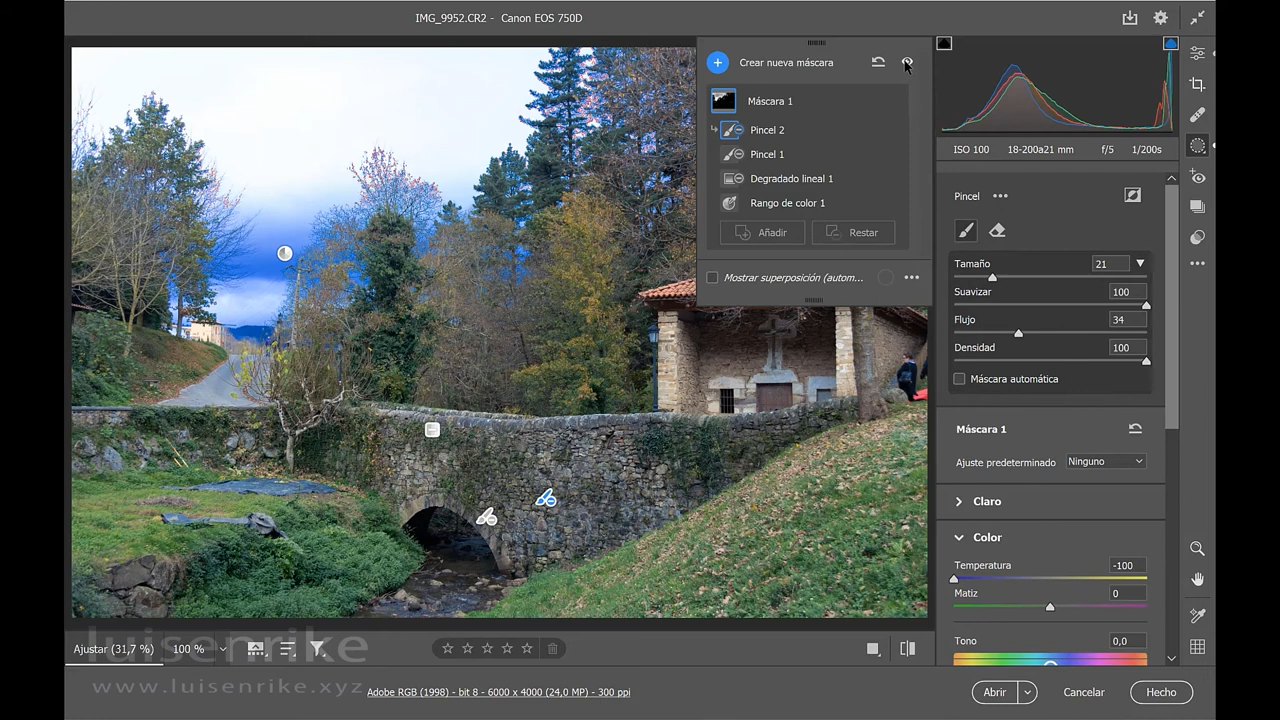 IMG_9952.CR2 - Canon EOS 750D
Crear nueva máscara
Máscara 1
Pincel 2
Pincel 1
Degradado lineal 1
Rango de color 1
Añadir
Restar
Mostrar superposición (autom...
ISO 100 18-200a21 mm f/5 1/200s
Pincel
Tamaño 21
Suavizar 100
Flujo 34
Densidad 100
Máscara automática
Máscara 1
Ajuste predeterminado Ninguno
Claro
Color
Temperatura -100
Matiz 0
Tono 0,0
Ajustar (31,7 %) 100 %
luisenrike
www.luisenrike.xyz
Adobe RGB (1998) - bit 8 - 6000 x 4000 (24,0 MP) - 300 ppi
Abrir
Cancelar
Hecho